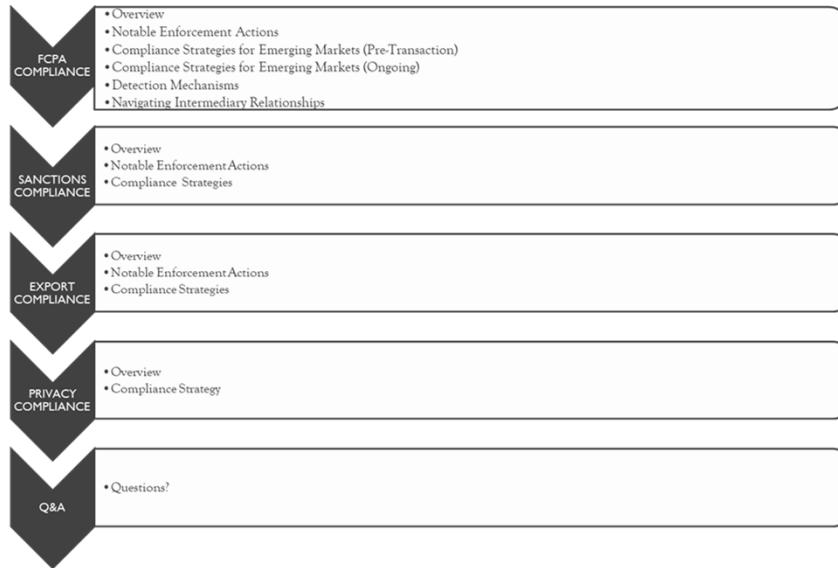 FCPA
COMPLIANCE
• Overview
• Notable Enforcement Actions
• Compliance Strategies for Emerging Markets (Pre-Transaction)
• Compliance Strategies for Emerging Markets (Ongoing)
• Detection Mechanisms
• Navigating Intermediary Relationships
SANCTIONS
COMPLIANCE
• Overview
• Notable Enforcement Actions
• Compliance Strategies
EXPORT
COMPLIANCE
• Overview
• Notable Enforcement Actions
• Compliance Strategies
PRIVACY
COMPLIANCE
• Overview
• Compliance Strategy
Q&A
• Questions?